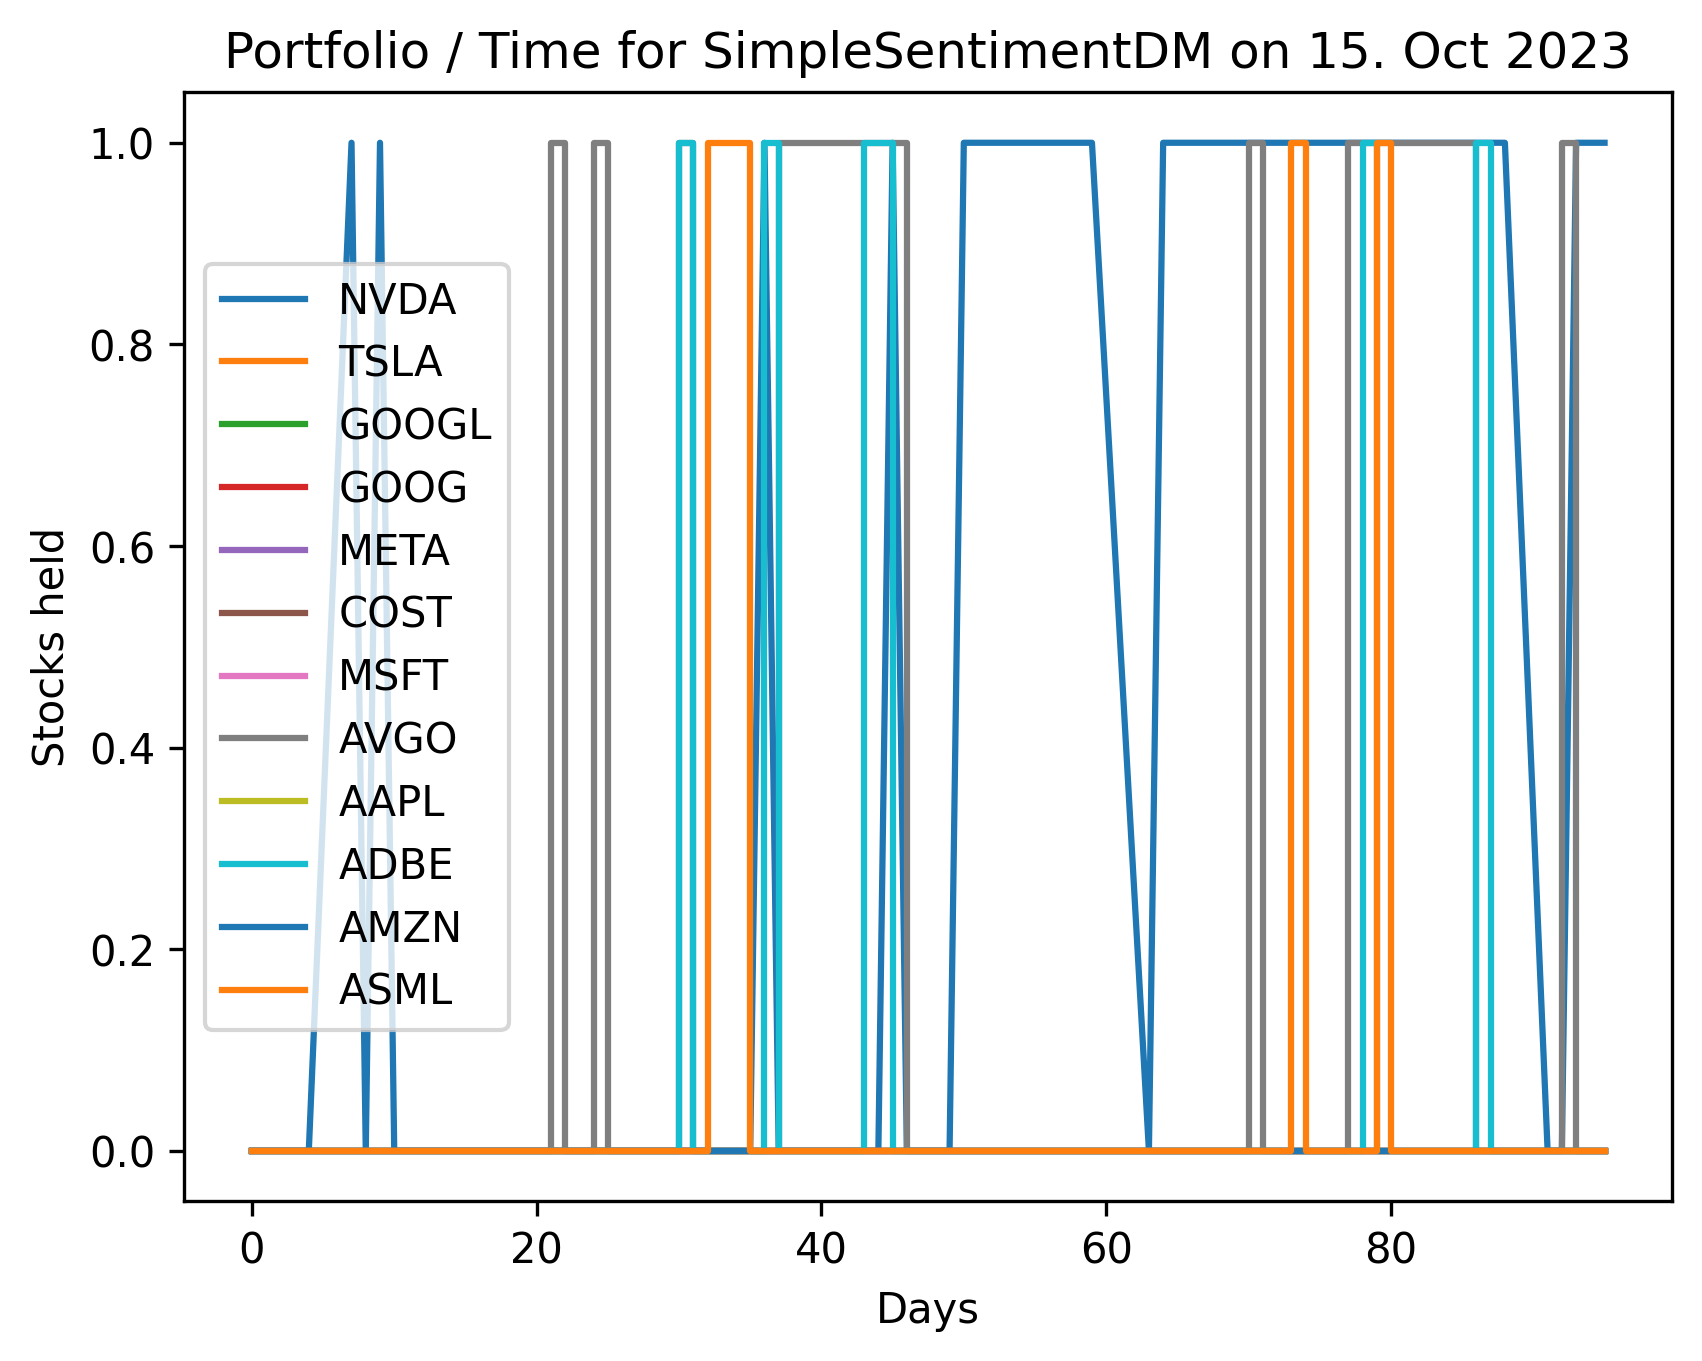 Portfolio / Time for SimpleSentimentDM on 15. Oct 2023
1.0
0.8
0.6
0.4
0.2
0.0
Stocks held
NVDA
TSLA
GOOGL
GOOG
META
COST
MSFT
AVGO
AAPL
ADBE
AMZN
ASML
0 20 40 60 80
Days